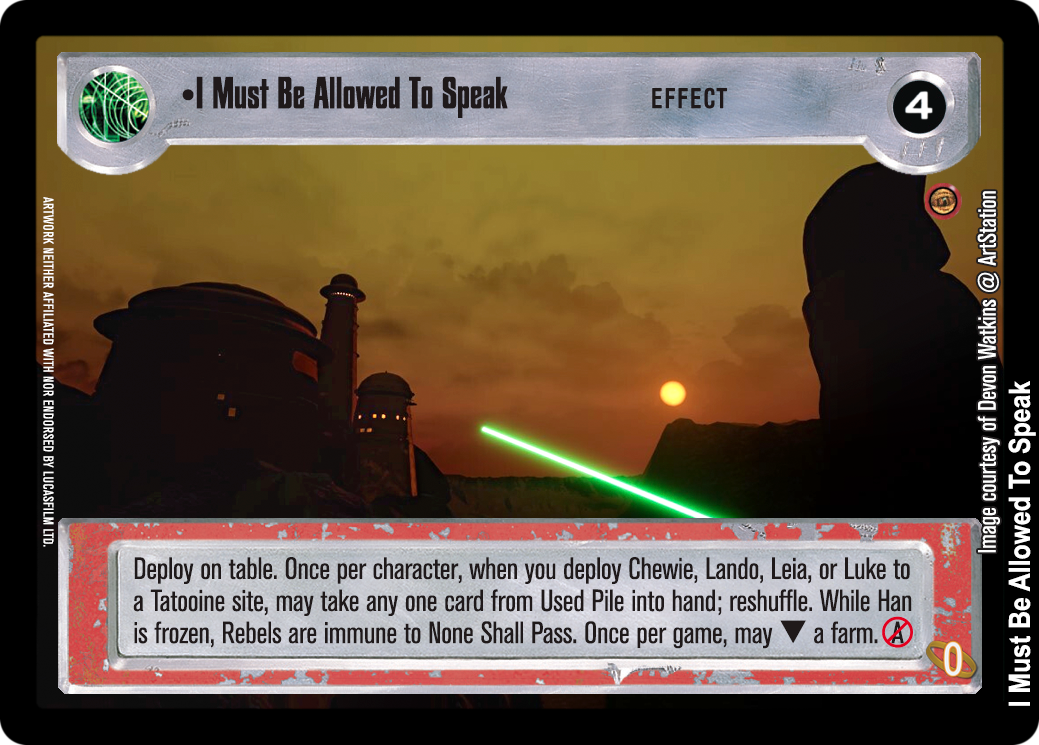 •I Must Be Allowed To Speak
EFFECT
4
ARTWORK NEITHER AFFILIATED WITH NOR ENDORSED BY LUCASFILM LTD.
Image courtesy of Devon Watkins @ ArtStation
I Must Be Allowed To Speak
Deploy on table. Once per character, when you deploy Chewie, Lando, Leia, or Luke to
a Tatooine site, may take any one card from Used Pile into hand; reshuffle. While Han
is frozen, Rebels are immune to None Shall Pass. Once per game, may ▼ a farm. A
0